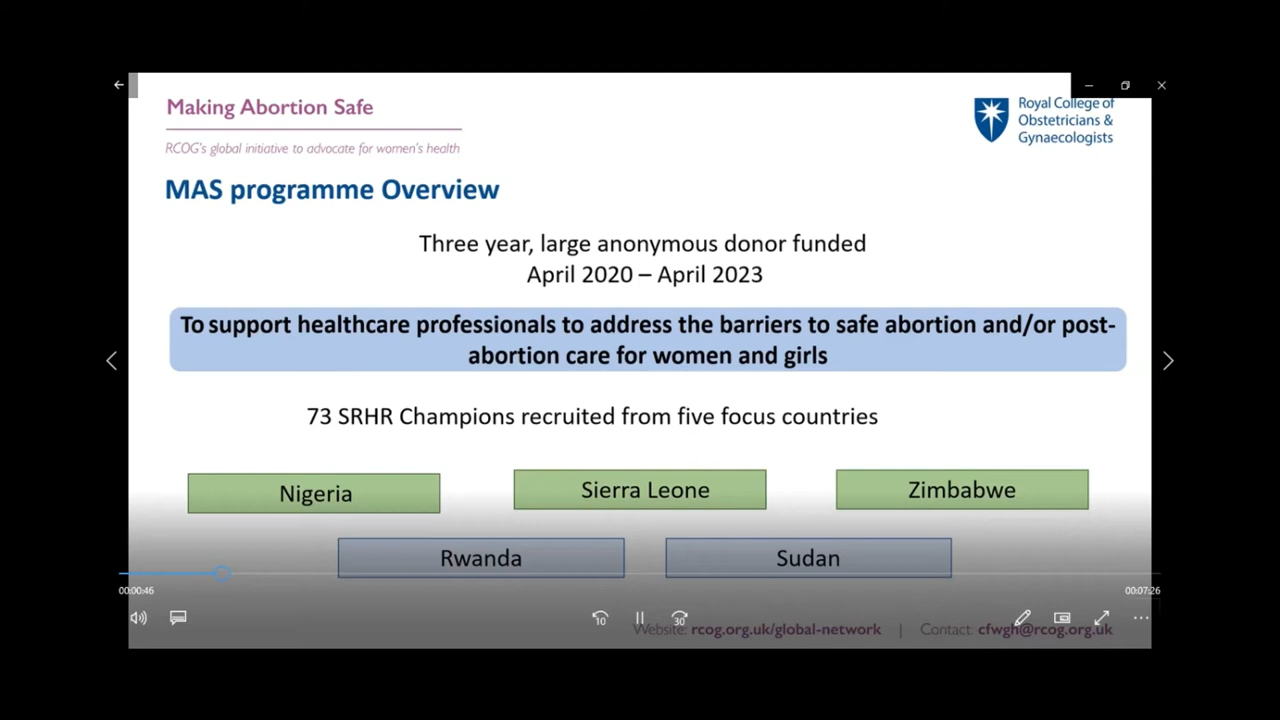 Making Abortion Safe
RCOG's global initiative to advocate for women's health
Royal College of
Obstetricians &
Gynaecologists
MAS programme Overview
Three year, large anonymous donor funded
April 2020 – April 2023
To support healthcare professionals to address the barriers to safe abortion and/or post-
abortion care for women and girls
73 SRHR Champions recruited from five focus countries
Nigeria
Sierra Leone
Zimbabwe
Rwanda
Sudan
00:00:46
00:07:26
10
30
Website: rcog.org.uk/global-network | Contact: cfwgh@rcog.org.uk